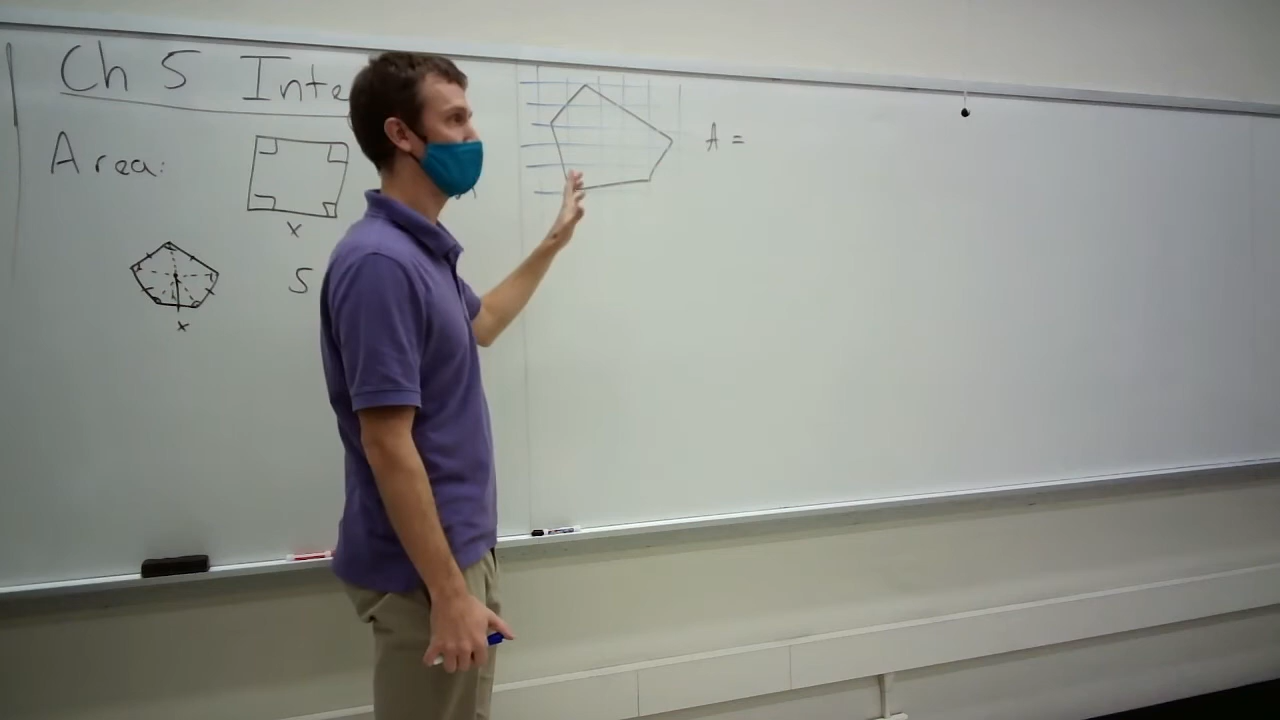 Ch 5 Inte
Area:
x
x
S
A =